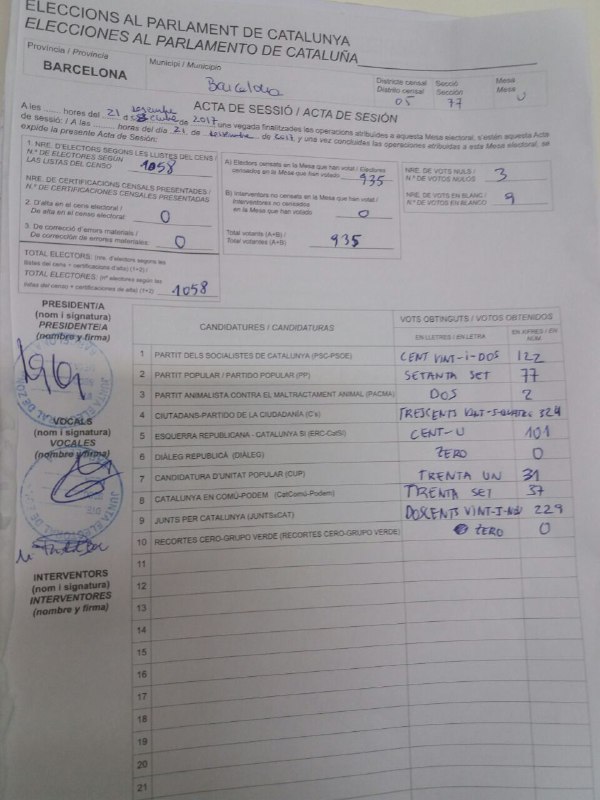 ELECCIONS AL PARLAMENT DE CATALUNYA
ELECCIONES AL PARLAMENTO DE CATALUÑA
Provincia / Provincia
BARCELONA
Municipi / Municipio
Barcelona
Districte censal
Distrito censal
05
Secció
Sección
77
Mesa
Mesa
U
ACTA DE SESSIÓ / ACTA DE SESIÓN
A les ....... hores del 21 d 2017 una vegada finalitzades les operacions atribuïdes a aquesta Mesa electoral, s'estén aquesta Acta
de sessió: / A las ......... horas del día 21 de 2017 y una vez concluidas las operaciones atribuidas a esta Mesa electoral, se
expide la presente Acta de Sesión:
1. NRE. D'ELECTORS SEGONS LES LLISTES DEL CENS /
N.º DE ELECTORES SEGÚN
LAS LISTAS DEL CENSO
1058
NRE. DE CERTIFICACIONS CENSALS PRESENTADES /
N.º DE CERTIFICACIONES CENSALES PRESENTADAS
2. D'alta en el cens electoral /
De alta en el censo electoral:
0
3. De correcció d'errors materials /
De corrección de errores materiales:
0
TOTAL ELECTORS: (nre. d'electors segons les
llistes del cens + certificacions d'alta) (1+2) /
TOTAL ELECTORES: (nº electores según las
listas del censo + certificaciones de alta) (1+2)
1058
A) Electors censats en la Mesa que han votat / Electores
censados en la Mesa que han votado
935
B) Interventors no censats en la Mesa que han votat /
Interventores no censados
en la Mesa que han votado
0
Total votants (A+B) /
Total votantes (A+B)
935
NRE. DE VOTS NULS /
N.º DE VOTOS NULOS
3
NRE. DE VOTS EN BLANC /
N.º DE VOTOS EN BLANCO
9
PRESIDENT/A
(nom i signatura)
PRESIDENTE/A
(nombre y firma)
VOCALS
(nom i signatura)
VOCALES
(nombre y firma)
INTERVENTORS
(nom i signatura)
INTERVENTORES
(nombre y firma)
CANDIDATURES / CANDIDATURAS
VOTS OBTINGUTS / VOTOS OBTENIDOS
EN LLETRES / EN LETRA
EN XIFRES / EN NÚM.
1 PARTIT DELS SOCIALISTES DE CATALUNYA (PSC-PSOE) CENT VINT-I-DOS 122
2 PARTIT POPULAR / PARTIDO POPULAR (PP) SETANTA SET 77
3 PARTIT ANIMALISTA CONTRA EL MALTRACTAMENT ANIMAL (PACMA) DOS 2
4 CIUTADANS-PARTIDO DE LA CIUDADANÍA (C's) TRESCENTS VINT-I-QUATRE 324
5 ESQUERRA REPUBLICANA - CATALUNYA SÍ (ERC-CatSí) CENT-U 101
6 DIÀLEG REPUBLICÀ (DIÀLEG) ZERO 0
7 CANDIDATURA D'UNITAT POPULAR (CUP) TRENTA UN 31
8 CATALUNYA EN COMÚ-PODEM (CatComú-Podem) TRENTA SET 37
9 JUNTS PER CATALUNYA (JUNTSxCAT) DOSCENTS VINT-I-NOU 229
10 RECORTES CERO-GRUPO VERDE (RECORTES CERO-GRUPO VERDE) ZERO 0
11
12
13
14
15
16
17
18
19
20
21